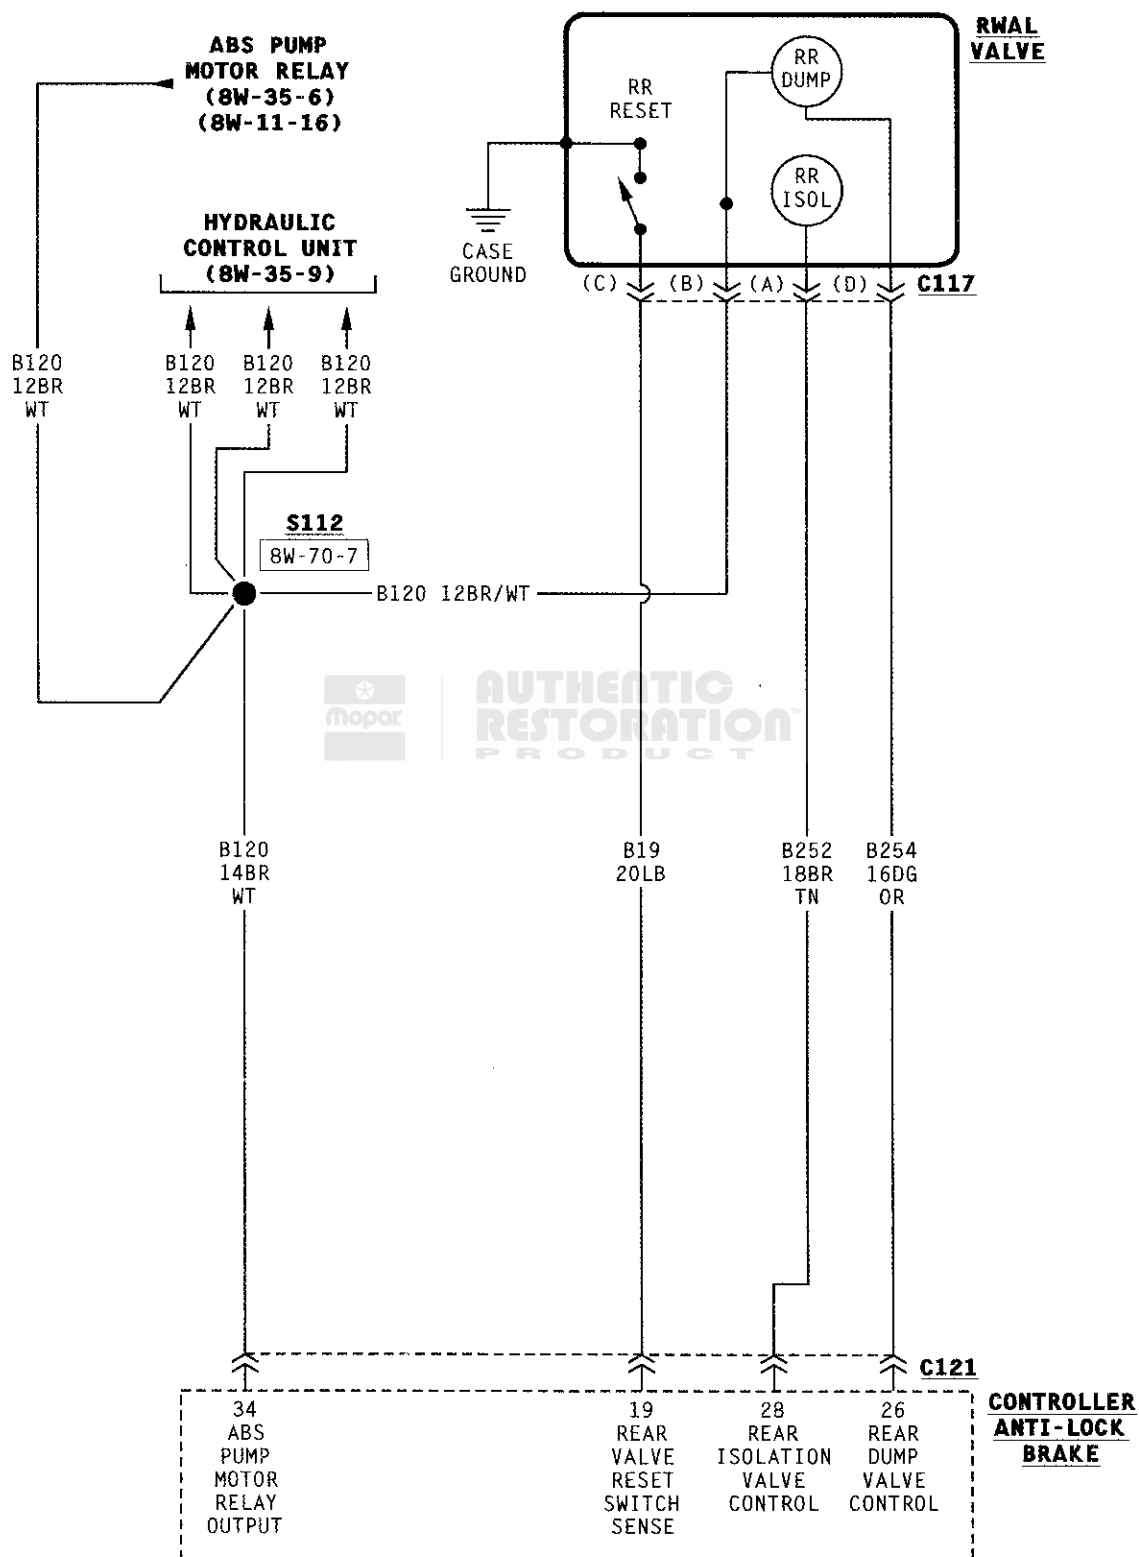 ABS PUMP
MOTOR RELAY
(8W-35-6)
(8W-11-16)
RWAL
VALVE
RR
DUMP
RR
RESET
RR
ISOL
CASE
GROUND
HYDRAULIC
CONTROL UNIT
(8W-35-9)
(C)
(B)
(A)
(D)
C117
B120
12BR
WT
B120
12BR
WT
B120
12BR
WT
B120
12BR
WT
S112
8W-70-7
B120 12BR/WT
Mopar
AUTHENTIC
RESTORATION™
PRODUCT
B120
14BR
WT
B19
20LB
B252
18BR
TN
B254
16DG
OR
C121
CONTROLLER
ANTI-LOCK
BRAKE
34
ABS
PUMP
MOTOR
RELAY
OUTPUT
19
REAR
VALVE
RESET
SWITCH
SENSE
28
REAR
ISOLATION
VALVE
CONTROL
26
REAR
DUMP
VALVE
CONTROL